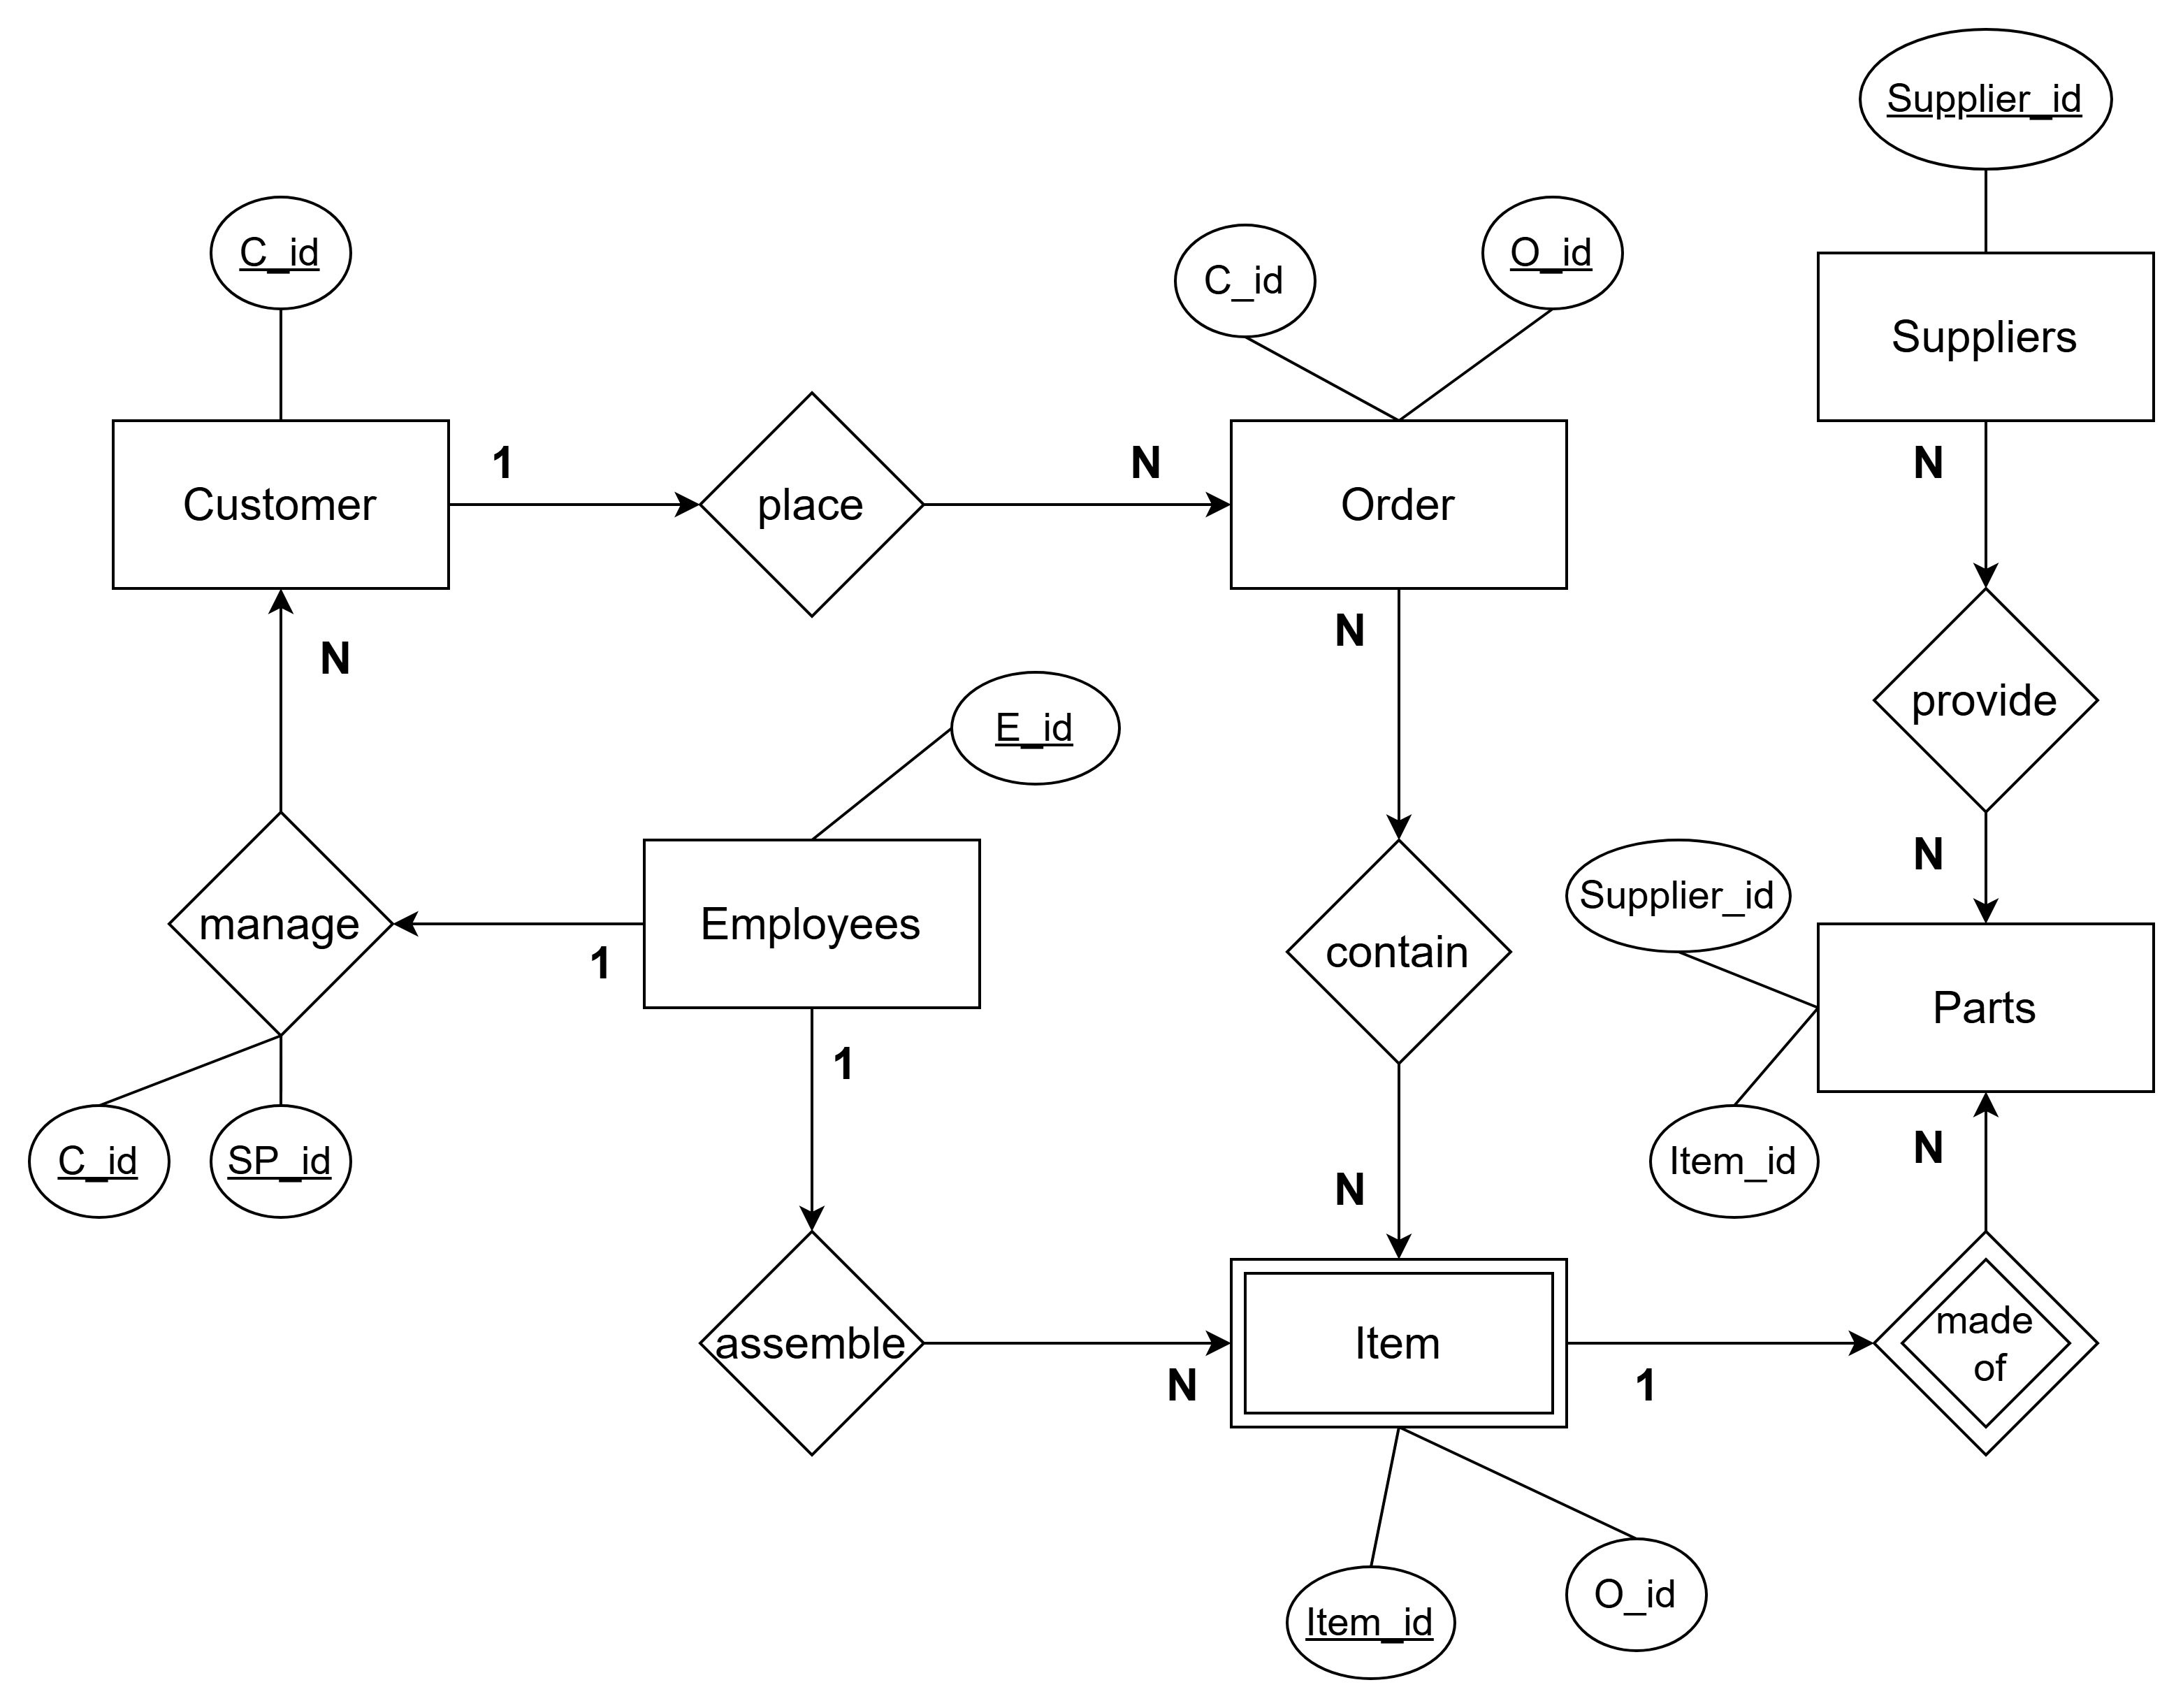 Supplier_id
C_id
C_id
O_id
Suppliers
Customer
1
place
N
Order
N
N
N
E_id
provide
N
Supplier_id
manage
1
Employees
contain
Parts
1
C_id
SP_id
N
Item_id
N
assemble
N
Item
1
made
of
Item_id
O_id